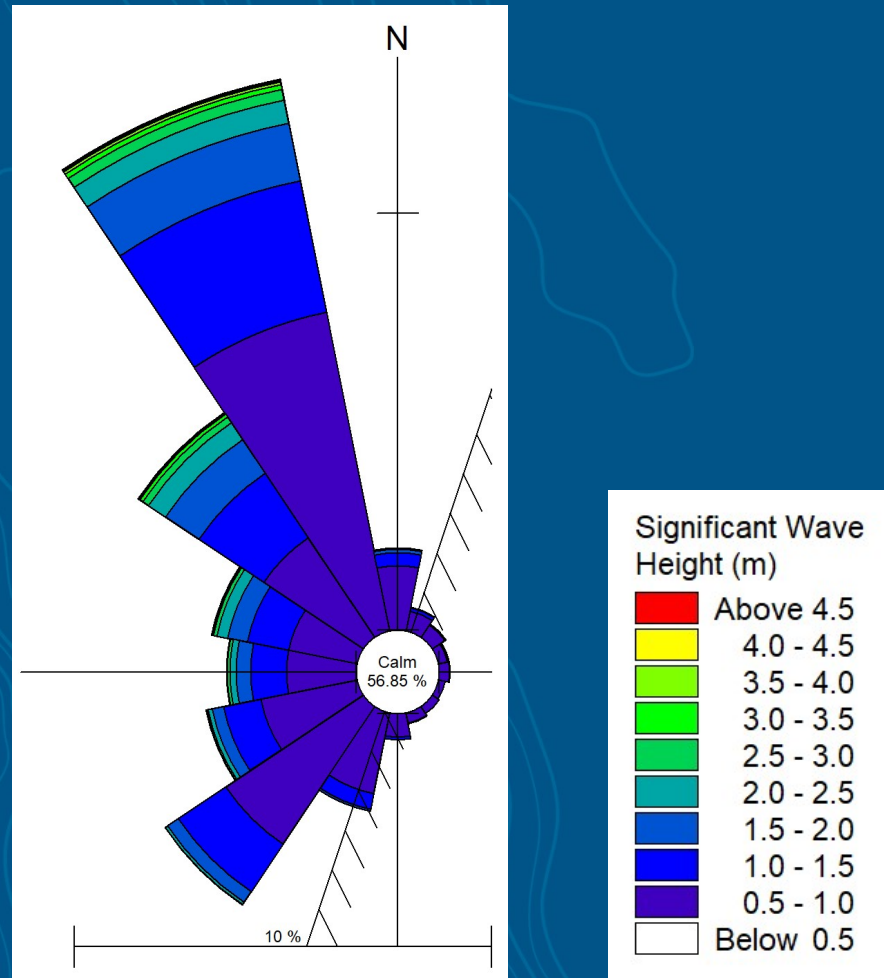 N
Calm
56.85 %
10 %
Significant Wave
Height (m)
Above 4.5
4.0 - 4.5
3.5 - 4.0
3.0 - 3.5
2.5 - 3.0
2.0 - 2.5
1.5 - 2.0
1.0 - 1.5
0.5 - 1.0
Below 0.5